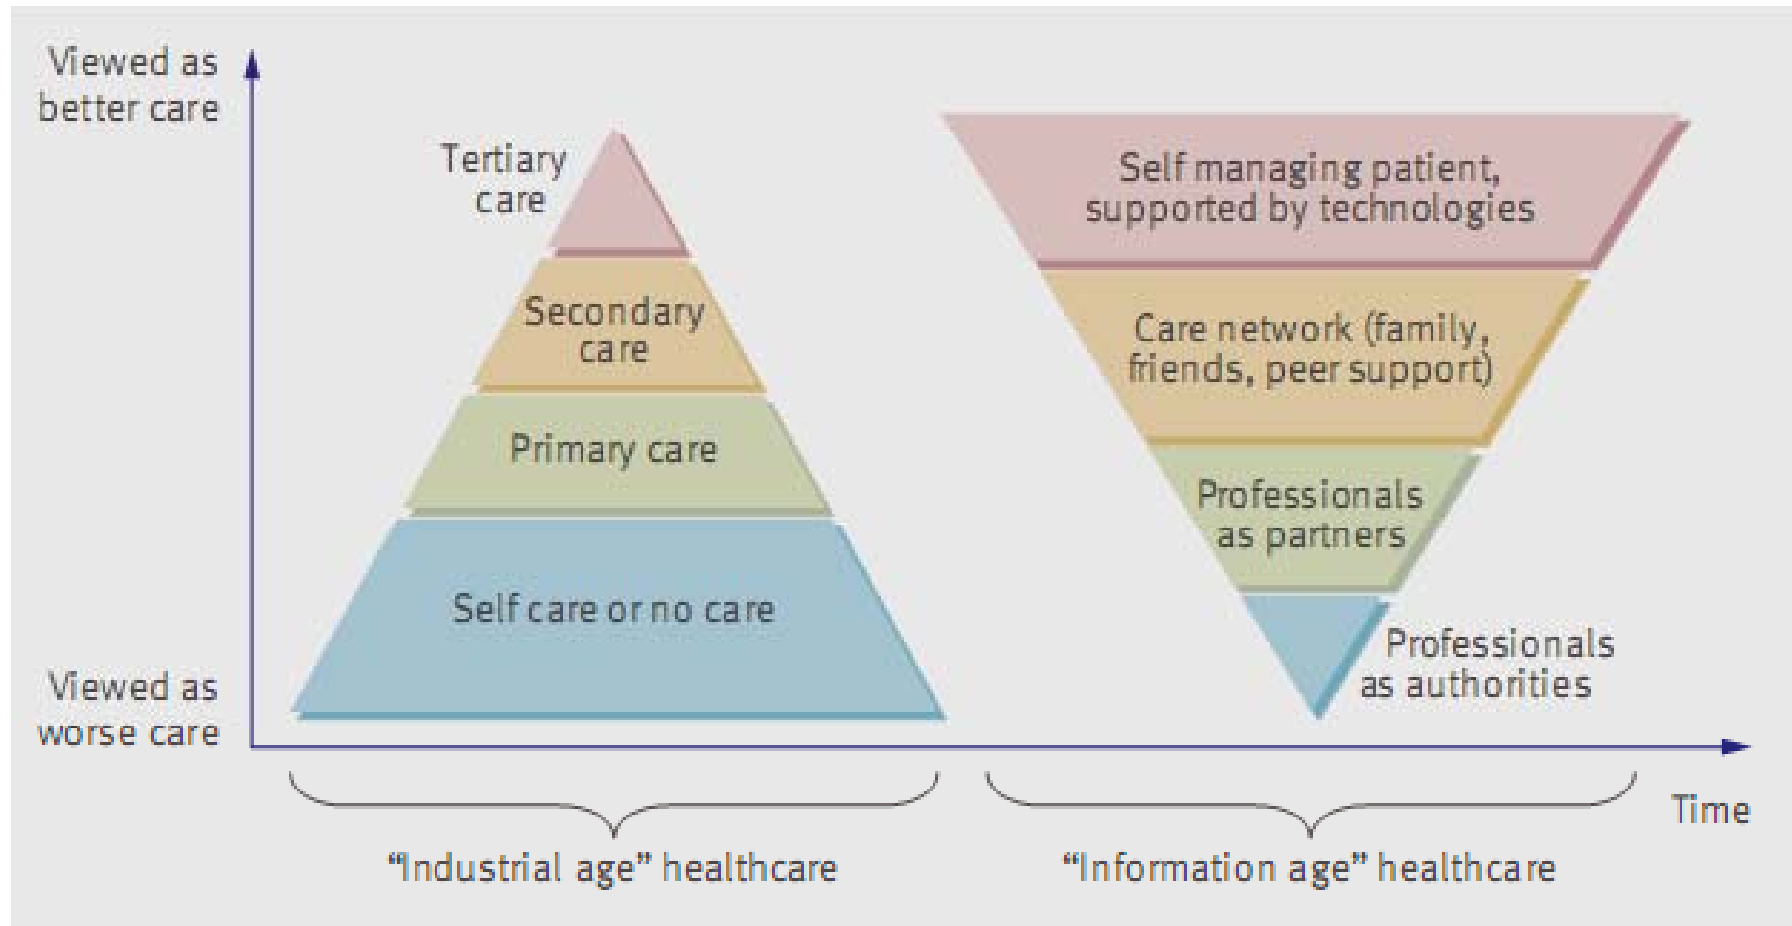 Viewed as
better care
Tertiary
care
Secondary
care
Primary care
Self care or no care
Viewed as
worse care
Self managing patient,
supported by technologies
Care network (family,
friends, peer support)
Professionals
as partners
Professionals
as authorities
Time
“Industrial age” healthcare
“Information age” healthcare